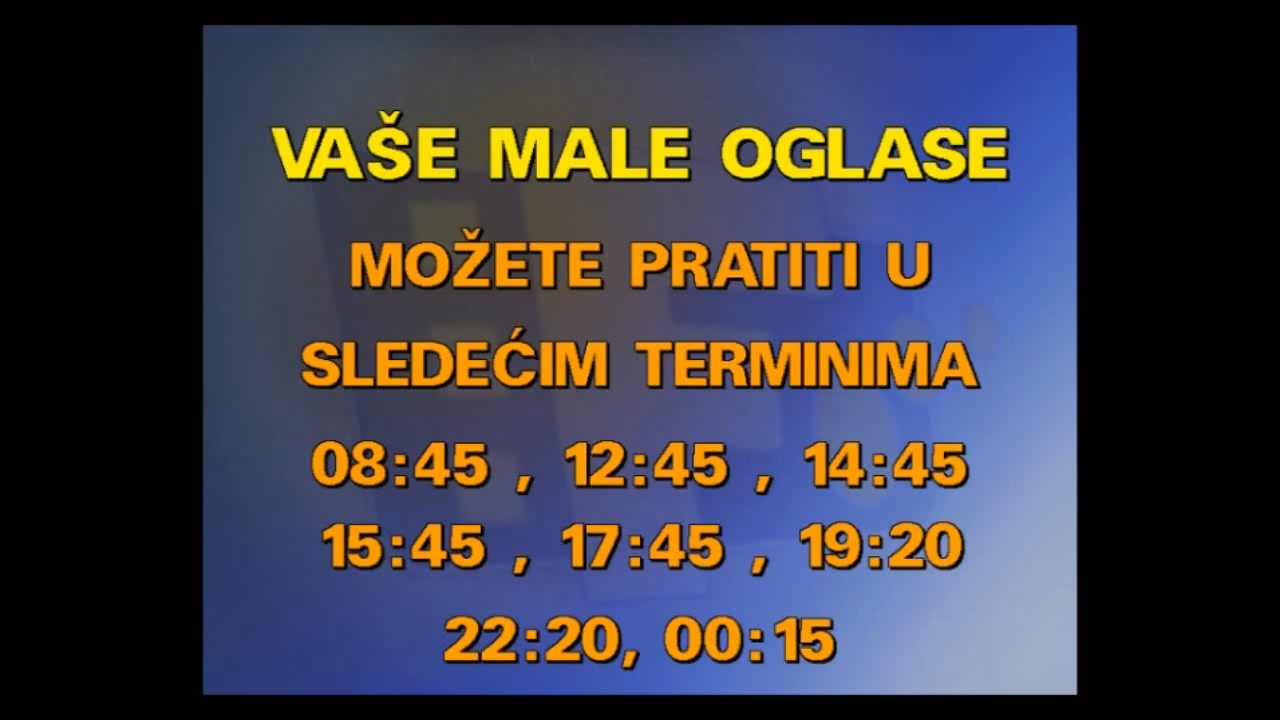 VAŠE MALE OGLASE
MOŽETE PRATITI U
SLEDEĆIM TERMINIMA
08:45 , 12:45 , 14:45
15:45 , 17:45 , 19:20
22:20, 00:15